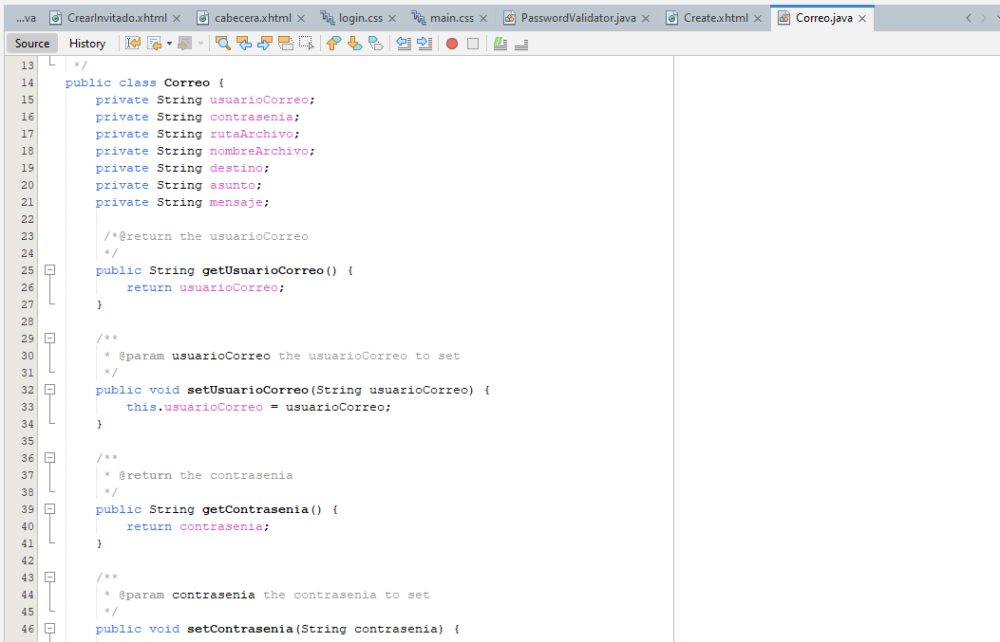 ...va CrearInvitado.xhtml cabecera.xhtml login.css main.css PasswordValidator.java Create.xhtml Correo.java
Source History
13 */
14 public class Correo {
15 private String usuarioCorreo;
16 private String contrasenia;
17 private String rutaArchivo;
18 private String nombreArchivo;
19 private String destino;
20 private String asunto;
21 private String mensaje;
22
23 /*@return the usuarioCorreo
24 */
25 public String getUsuarioCorreo() {
26 return usuarioCorreo;
27 }
28
29 /**
30 * @param usuarioCorreo the usuarioCorreo to set
31 */
32 public void setUsuarioCorreo(String usuarioCorreo) {
33 this.usuarioCorreo = usuarioCorreo;
34 }
35
36 /**
37 * @return the contrasenia
38 */
39 public String getContrasenia() {
40 return contrasenia;
41 }
42
43 /**
44 * @param contrasenia the contrasenia to set
45 */
46 public void setContrasenia(String contrasenia) {